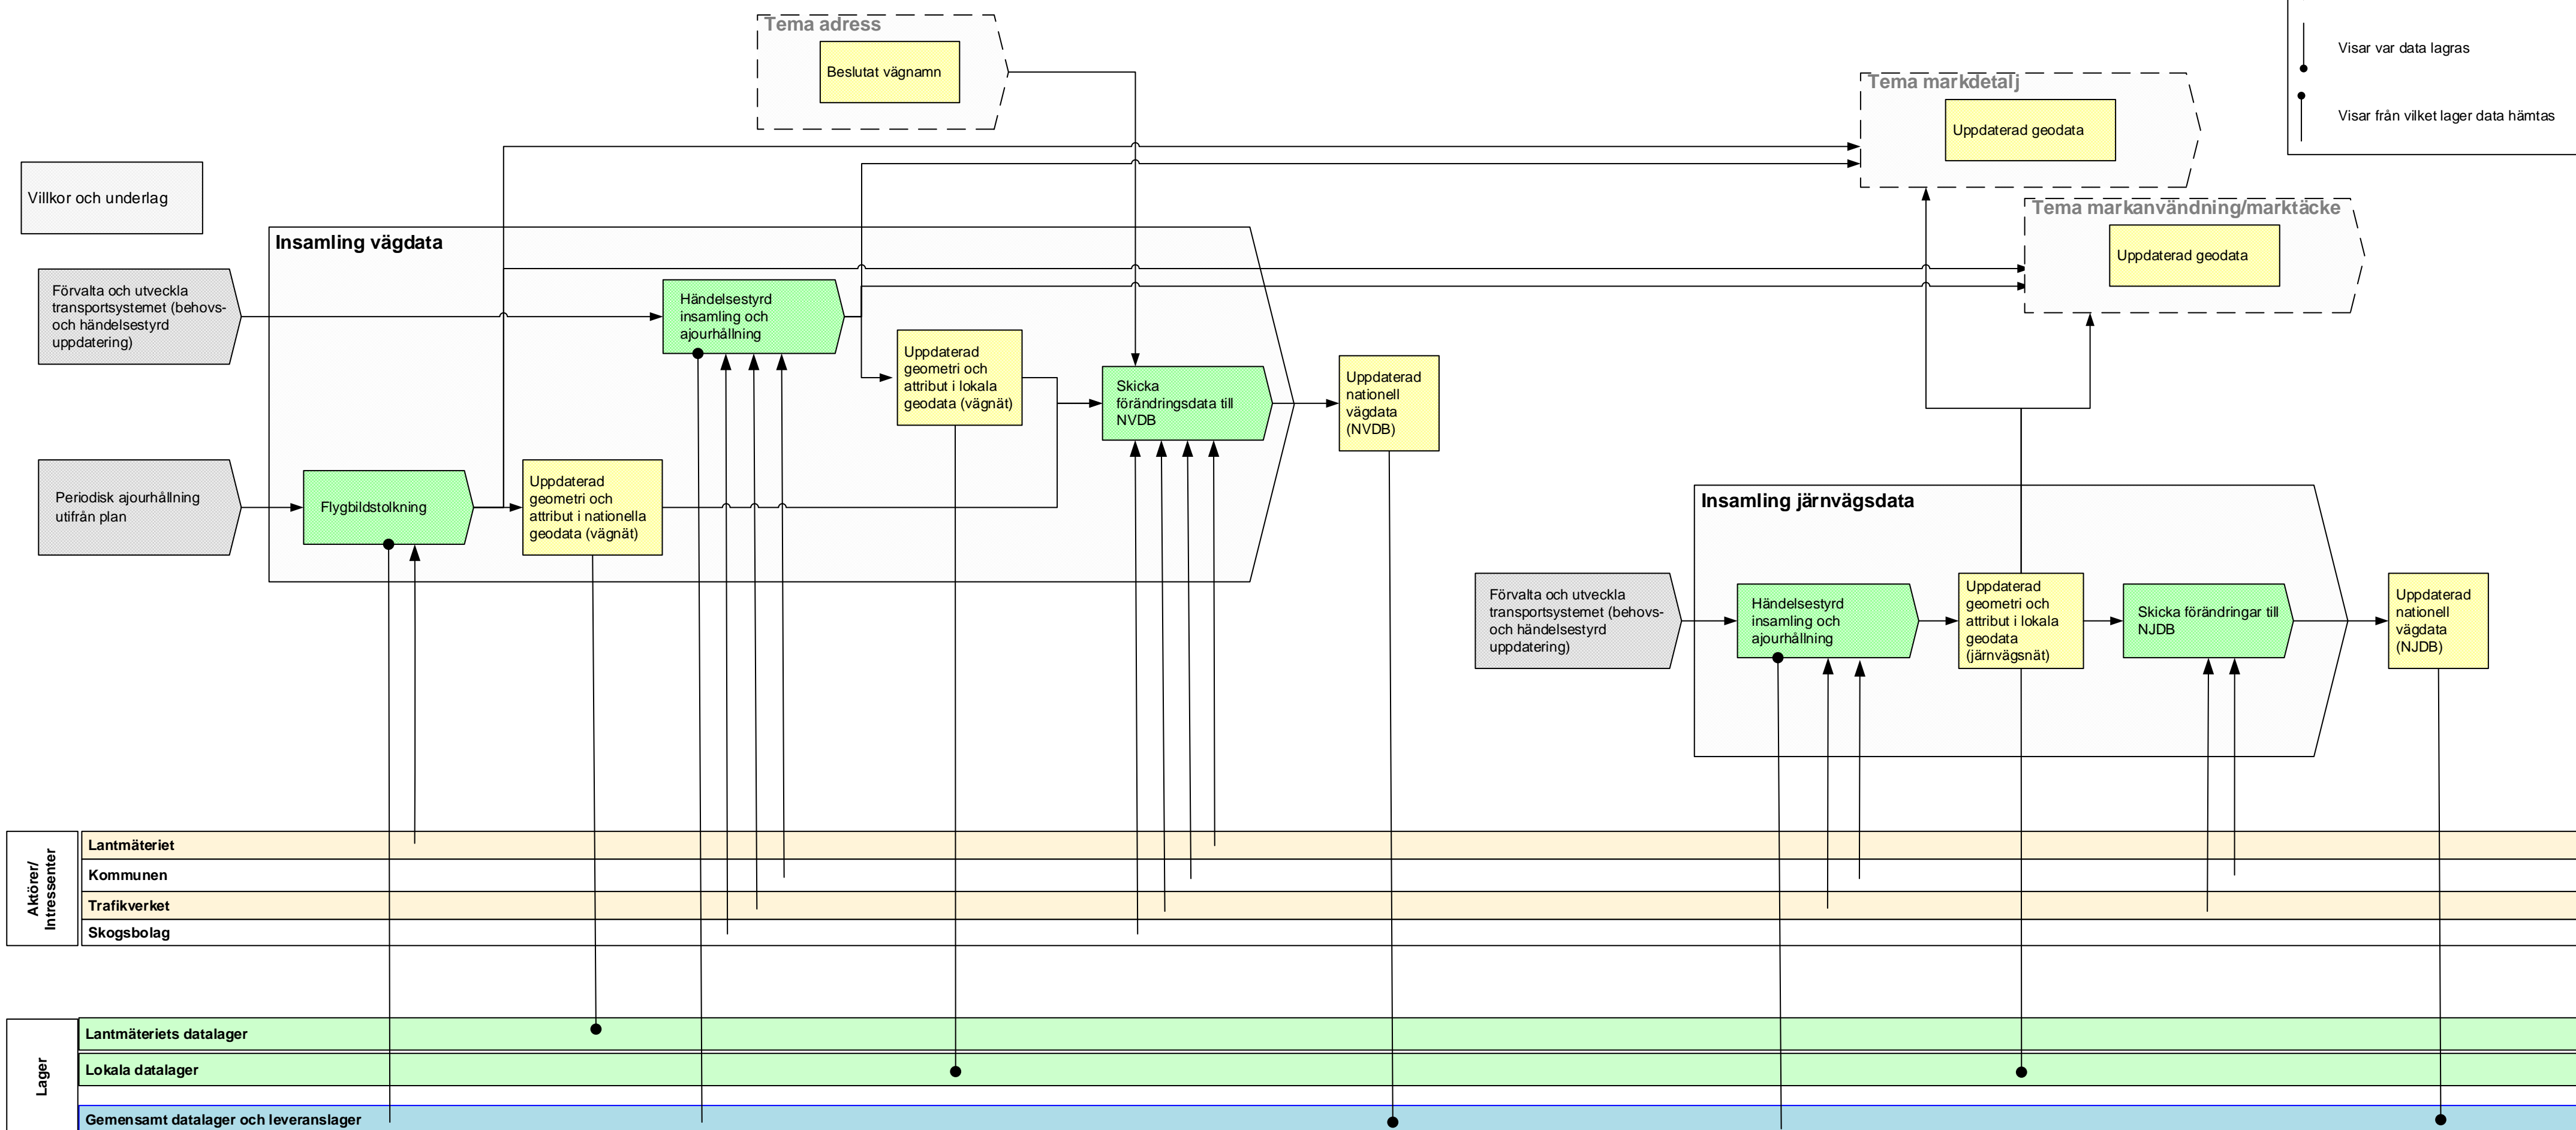 Tema adress
Beslutat vägnamn
Visar var data lagras
Visar från vilket lager data hämtas
Tema markdetalj
Uppdaterad geodata
Tema markanvändning/marktäcke
Uppdaterad geodata
Villkor och underlag
Insamling vägdata
Förvalta och utveckla
transportsystemet (behovs-
och händelsestyrd
uppdatering)
Händelsestyrd
insamling och
ajourhållning
Uppdaterad
geometri och
attribut i lokala
geodata (vägnät)
Skicka
förändringsdata till
NVDB
Uppdaterad
nationell
vägdata
(NVDB)
Periodisk ajourhållning
utifrån plan
Flygbildstolkning
Uppdaterad
geometri och
attribut i nationella
geodata (vägnät)
Insamling järnvägsdata
Förvalta och utveckla
transportsystemet (behovs-
och händelsestyrd
uppdatering)
Händelsestyrd
insamling och
ajourhållning
Uppdaterad
geometri och
attribut i lokala
geodata
(järnvägsnät)
Skicka förändringar till
NJDB
Uppdaterad
nationell
vägdata
(NJDB)
Aktörer/
Intressenter
Lantmäteriet
Kommunen
Trafikverket
Skogsbolag
Lager
Lantmäteriets datalager
Lokala datalager
Gemensamt datalager och leveranslager